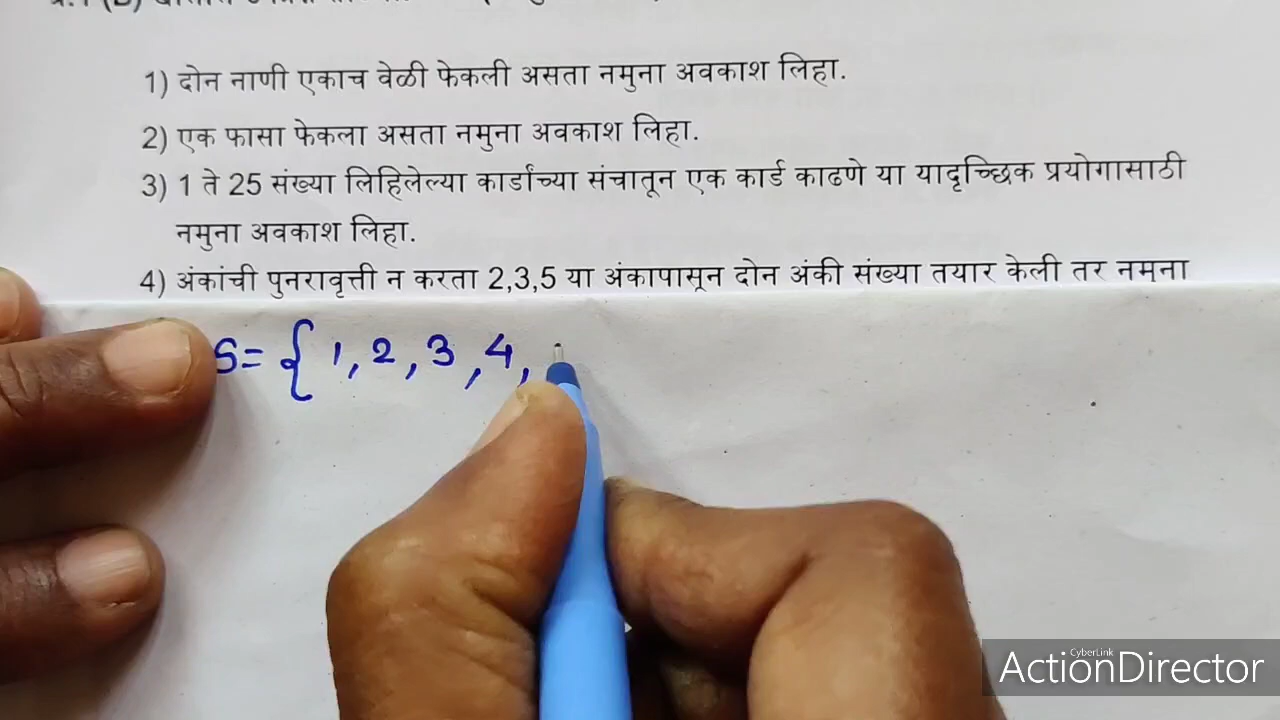 1) दोन नाणी एकाच वेळी फेकली असता नमुना अवकाश लिहा.
2) एक फासा फेकला असता नमुना अवकाश लिहा.
3) 1 ते 25 संख्या लिहिलेल्या कार्डांच्या संचातून एक कार्ड काढणे या यादृच्छिक प्रयोगासाठी
नमुना अवकाश लिहा.
4) अंकांची पुनरावृत्ती न करता 2,3,5 या अंकापासून दोन अंकी संख्या तयार केली तर नमुना
S= { 1, 2, 3, 4,
CyberLink
ActionDirector